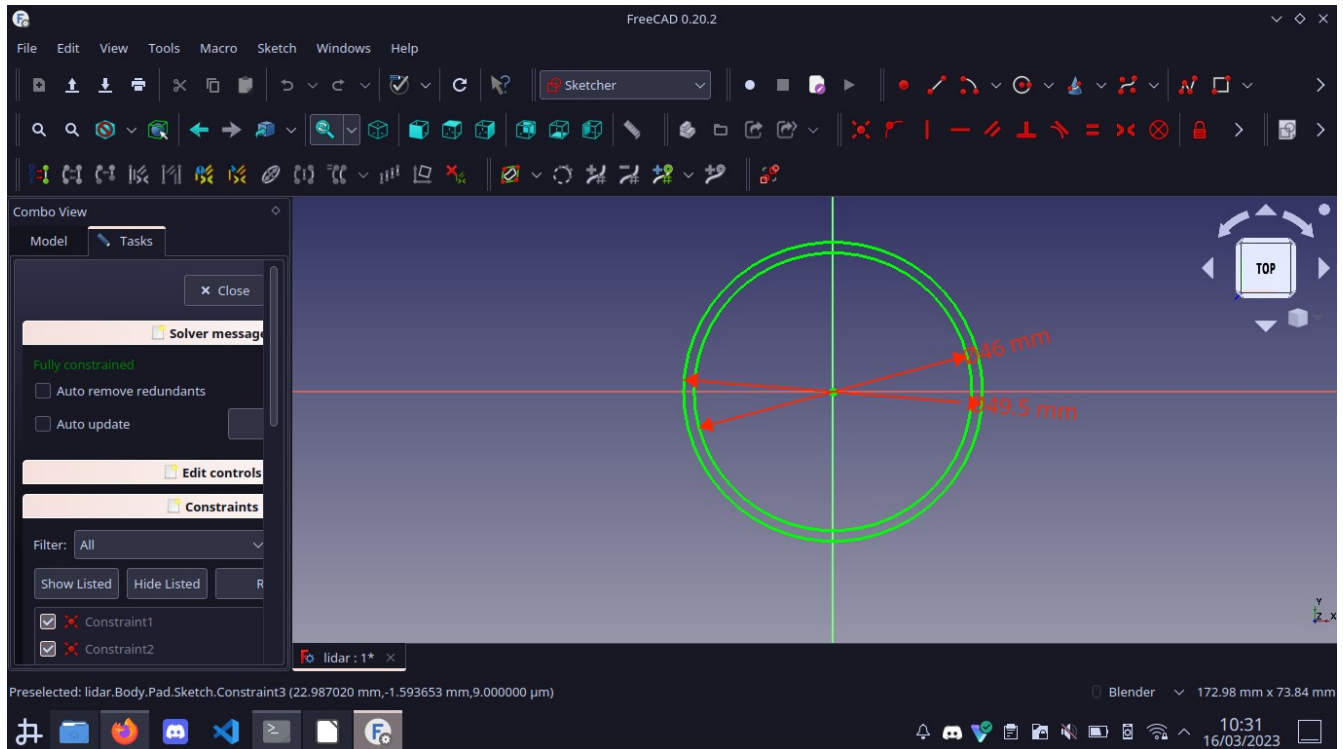 FreeCAD 0.20.2
File Edit View Tools Macro Sketch Windows Help
Sketcher
Combo View
Model Tasks
TOP
Close
Solver messag
Fully constrained
Auto remove redundants
Auto update
Edit controls
Constraints
Filter: All
Show Listed Hide Listed R
Constraint1
Constraint2
46 mm
49.5 mm
Y
Z X
lidar : 1*
Preselected: lidar.Body.Pad.Sketch.Constraint3 (22.987020 mm,-1.593653 mm,9.000000 µm)
Blender 172.98 mm x 73.84 mm
10:31
16/03/2023